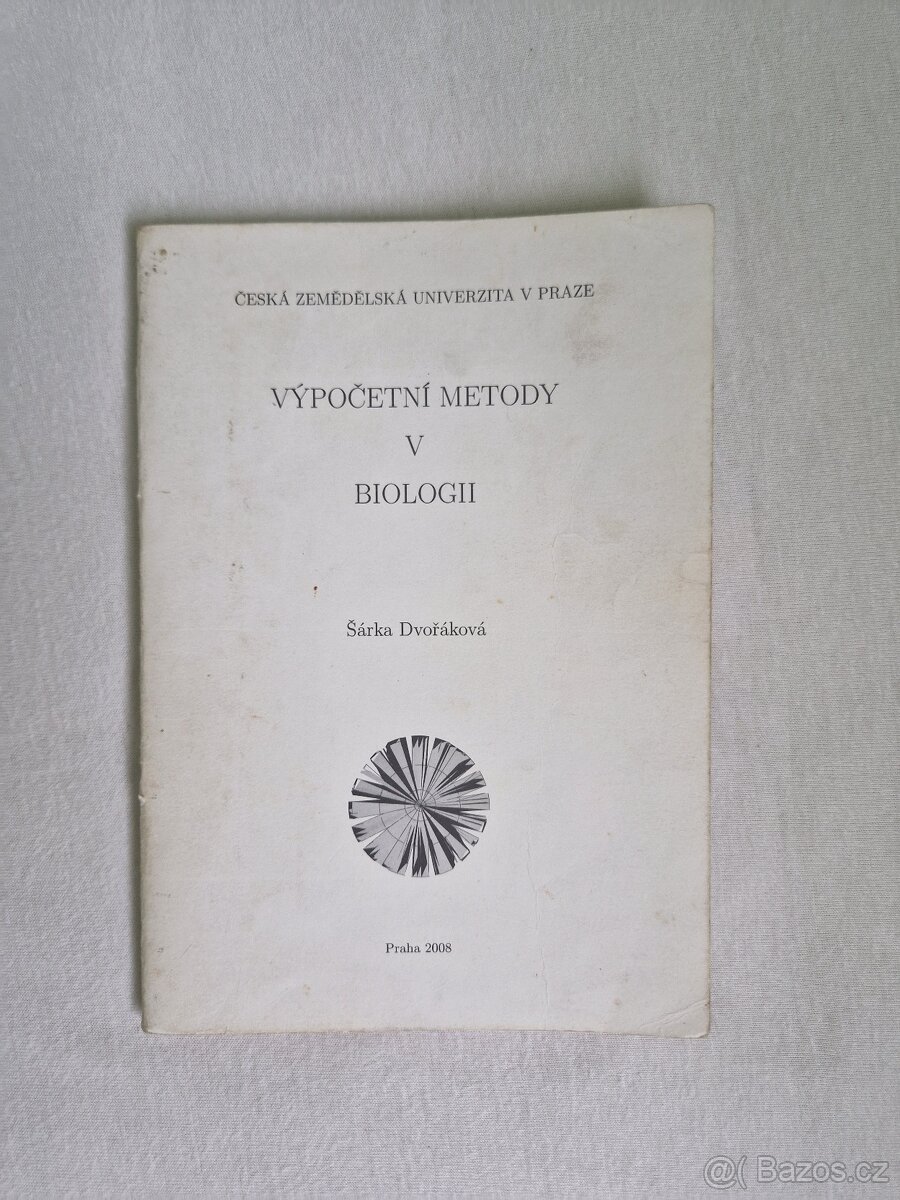 ČESKÁ ZEMĚDĚLSKÁ UNIVERZITA V PRAZE
VÝPOČETNÍ METODY
V
BIOLOGII
Šárka Dvořáková
Praha 2008
@( Bazos.cz